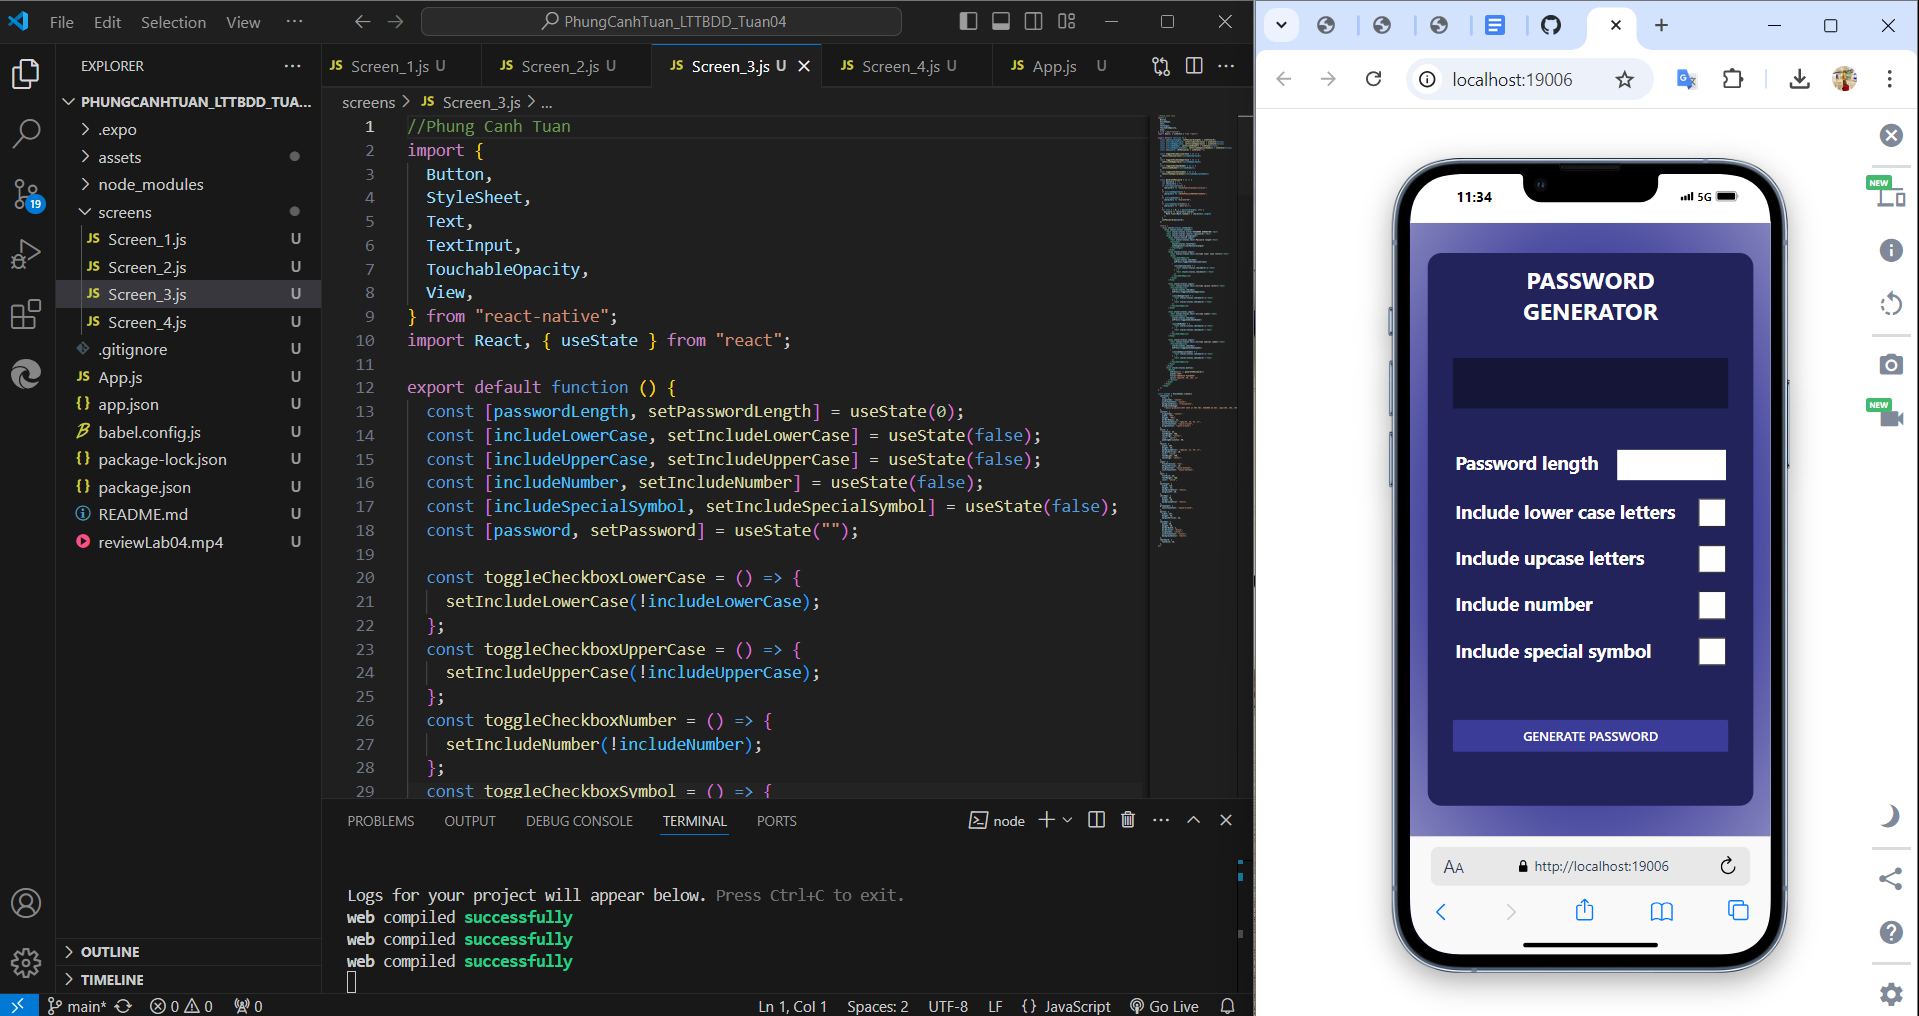 File Edit Selection View ···
PhungCanhTuan_LTTBDD_Tuan04
EXPLORER ···
PHUNGCANHTUAN_LTTBDD_TUA...
.expo
assets
node_modules
screens
JS Screen_1.js U
JS Screen_2.js U
JS Screen_3.js U
JS Screen_4.js U
.gitignore U
JS App.js U
{} app.json U
babel.config.js U
{} package-lock.json U
{} package.json U
README.md U
reviewLab04.mp4 U
OUTLINE
TIMELINE
19
JS Screen_1.js U JS Screen_2.js U JS Screen_3.js U JS Screen_4.js U JS App.js U
screens > JS Screen_3.js > ...
1 //Phung Canh Tuan
2 import {
3 Button,
4 StyleSheet,
5 Text,
6 TextInput,
7 TouchableOpacity,
8 View,
9 } from "react-native";
10 import React, { useState } from "react";
11
12 export default function () {
13 const [passwordLength, setPasswordLength] = useState(0);
14 const [includeLowerCase, setIncludeLowerCase] = useState(false);
15 const [includeUpperCase, setIncludeUpperCase] = useState(false);
16 const [includeNumber, setIncludeNumber] = useState(false);
17 const [includeSpecialSymbol, setIncludeSpecialSymbol] = useState(false);
18 const [password, setPassword] = useState("");
19
20 const toggleCheckboxLowerCase = () => {
21 setIncludeLowerCase(!includeLowerCase);
22 };
23 const toggleCheckboxUpperCase = () => {
24 setIncludeUpperCase(!includeUpperCase);
25 };
26 const toggleCheckboxNumber = () => {
27 setIncludeNumber(!includeNumber);
28 };
29 const toggleCheckboxSymbol = () => {
PROBLEMS OUTPUT DEBUG CONSOLE TERMINAL PORTS node
Logs for your project will appear below. Press Ctrl+C to exit.
web compiled successfully
web compiled successfully
web compiled successfully
main* 0 0 0 Ln 1, Col 1 Spaces: 2 UTF-8 LF {} JavaScript Go Live
localhost:19006
NEW
NEW
11:34 5G
PASSWORD
GENERATOR
Password length
Include lower case letters
Include upcase letters
Include number
Include special symbol
GENERATE PASSWORD
AA http://localhost:19006